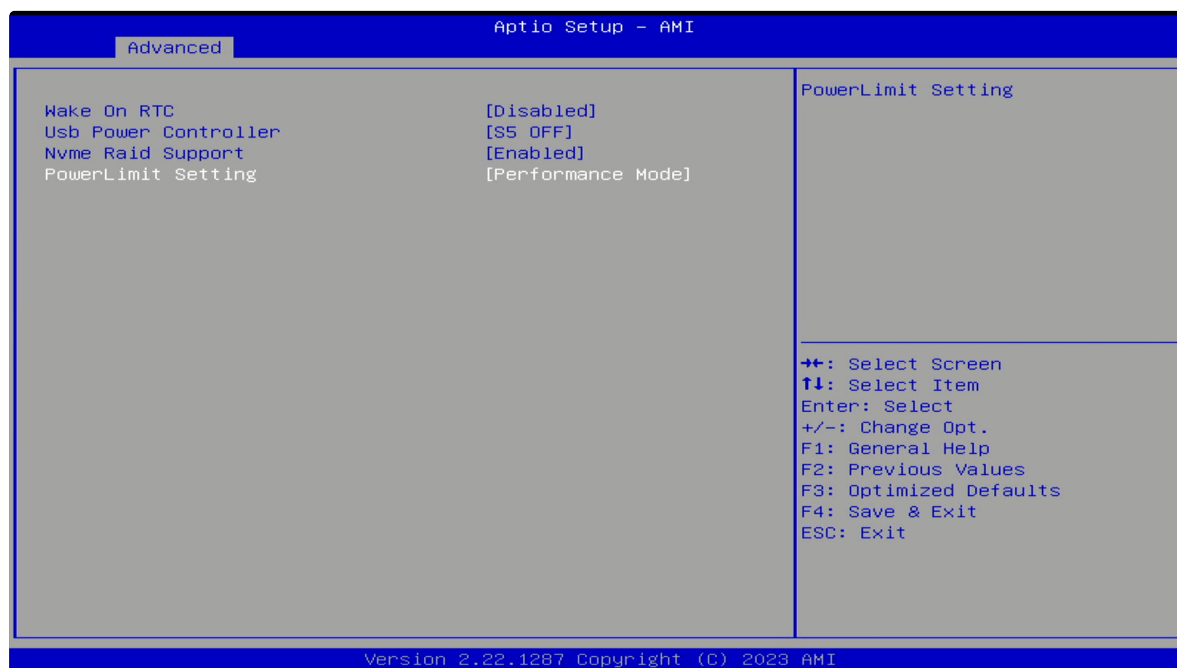 Aptio Setup – AMI
Advanced
Wake On RTC [Disabled]
Usb Power Controller [S5 OFF]
Nvme Raid Support [Enabled]
PowerLimit Setting [Performance Mode]
PowerLimit Setting
→←: Select Screen
↑↓: Select Item
Enter: Select
+/-: Change Opt.
F1: General Help
F2: Previous Values
F3: Optimized Defaults
F4: Save & Exit
ESC: Exit
Version 2.22.1287 Copyright (C) 2023 AMI